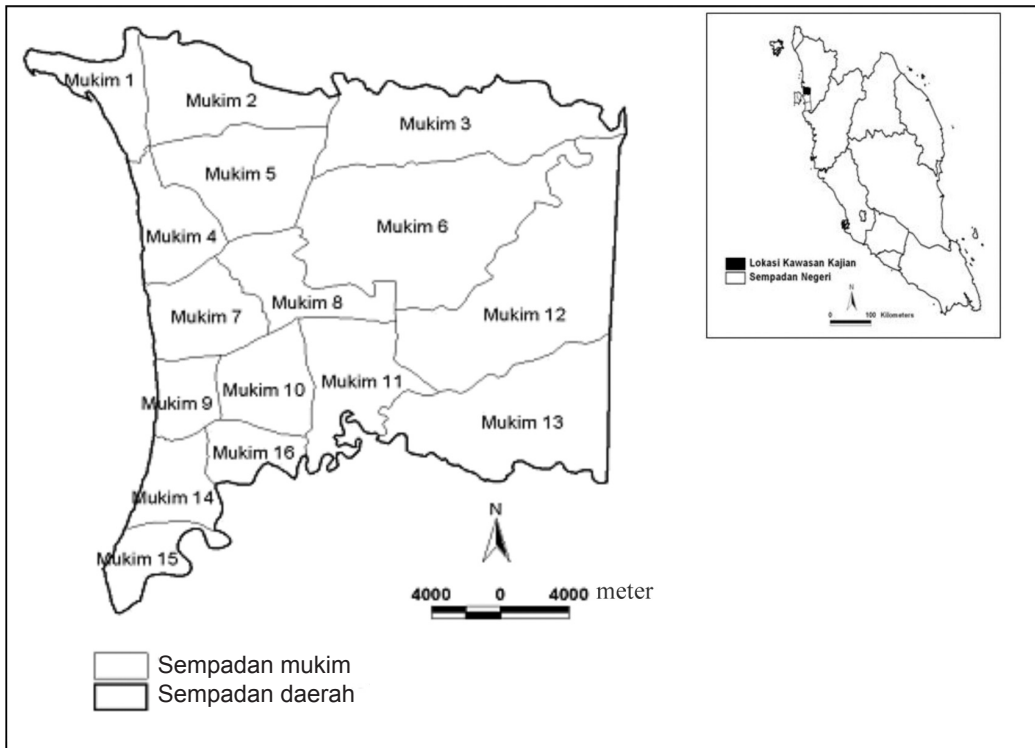 Mukim 1
Mukim 2
Mukim 3
Mukim 5
Mukim 4
Mukim 6
Mukim 7
Mukim 8
Mukim 12
Mukim 9
Mukim 10
Mukim 11
Mukim 13
Mukim 16
Mukim 14
Mukim 15
N
4000 0 4000 meter
Sempadan mukim
Sempadan daerah
Lokasi Kawasan Kajian
Sempadan Negeri
N
0 100 Kilometers